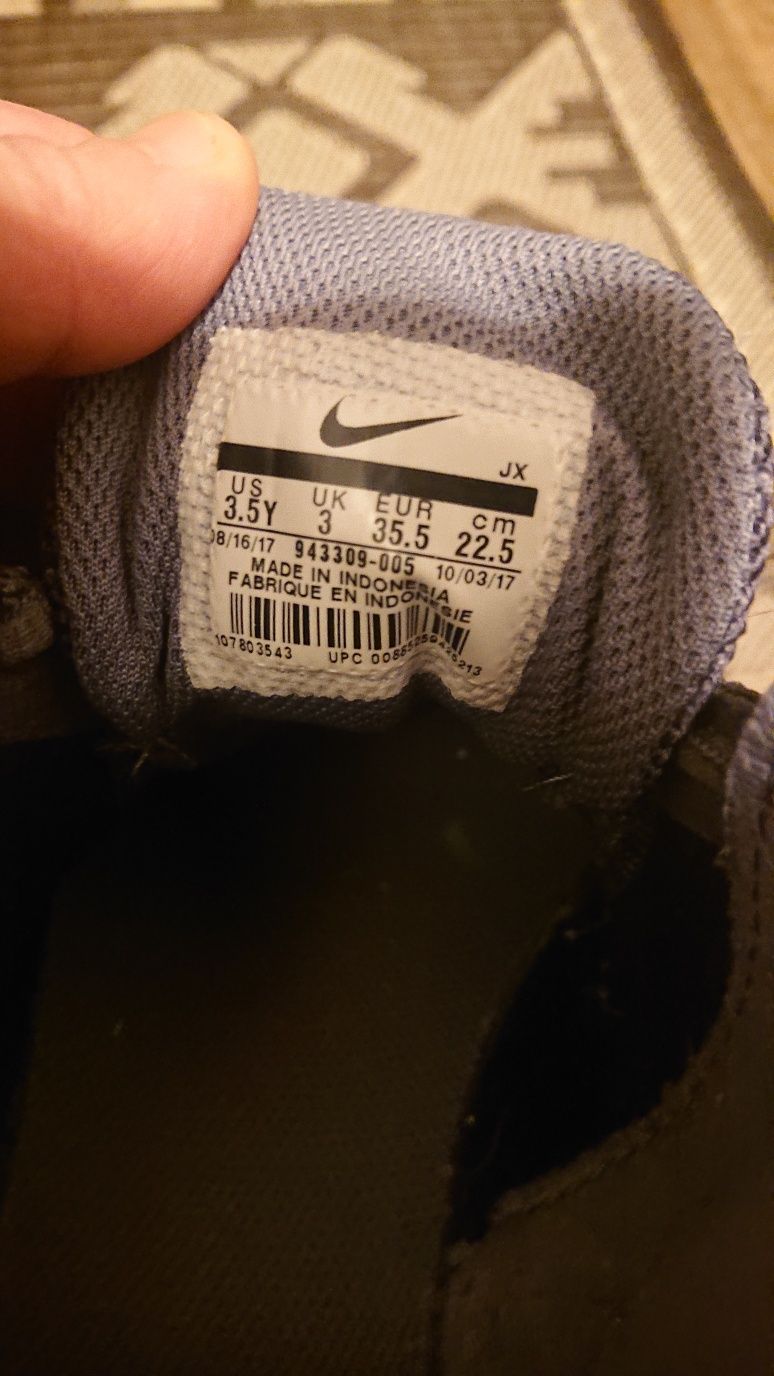 JX
US UK EUR cm
3.5Y 3 35.5 22.5
08/16/17 943309-005 10/03/17
MADE IN INDONESIA
FABRIQUE EN INDONESIE
107803543 UPC